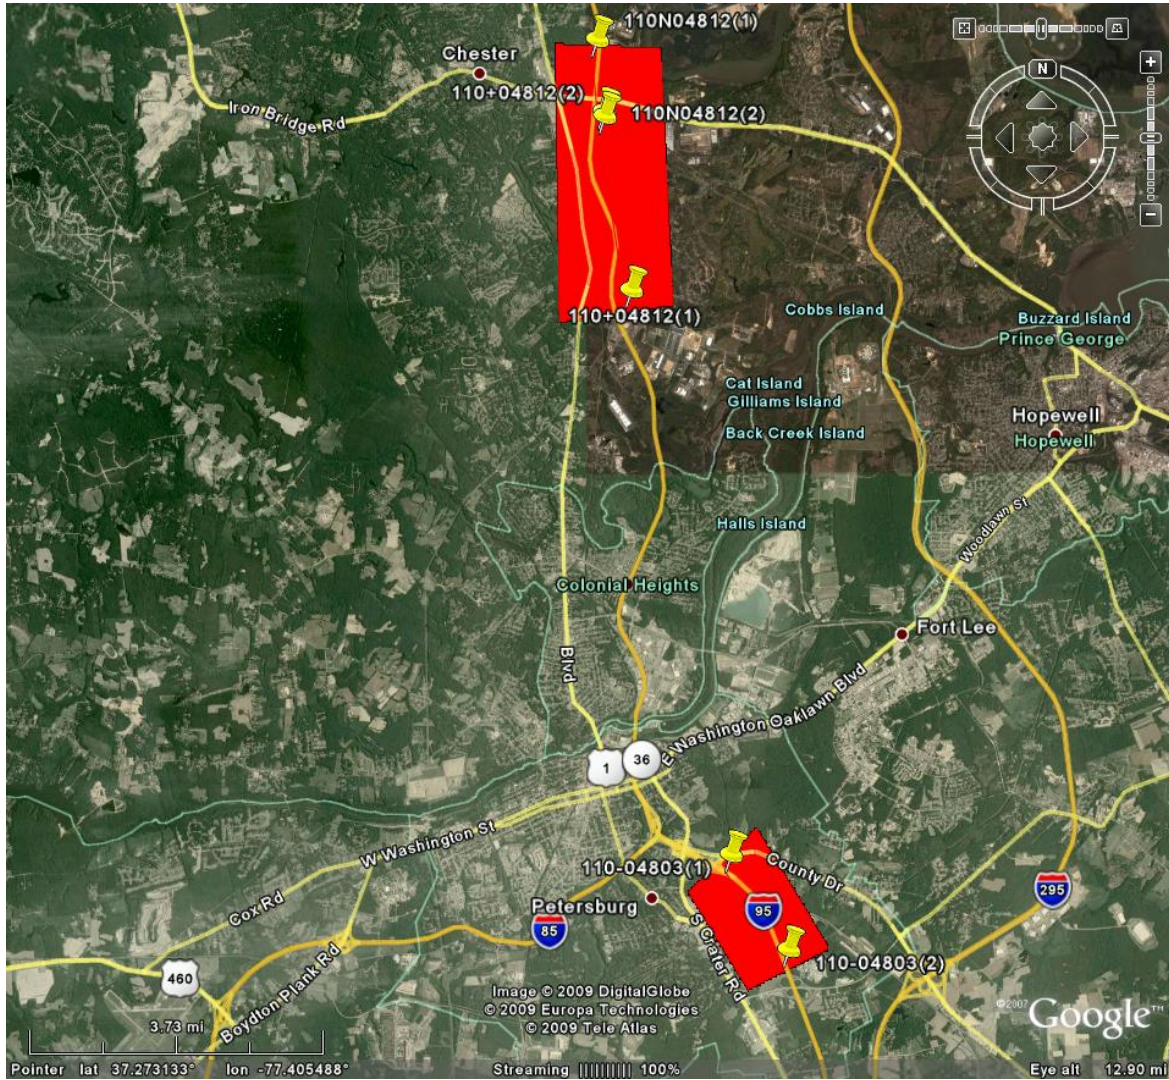 110N04812(1)
Chester
110+04812(2)
110N04812(2)
Iron Bridge Rd
N
110+04812(1)
Cobbs Island
Buzzard Island
Prince George
Cat Island
Gilliams Island
Hopewell
Back Creek Island
Hopewell
Halls Island
Woodlawn St
Colonial Heights
Fort Lee
Blvd
E Washington Oaklawn Blvd
1
36
W Washington St
110-04803(1)
County Dr
Cox Rd
Petersburg
95
295
85
S Crater Rd
110-04803(2)
460
Boydton Plank Rd
Image © 2009 DigitalGlobe
© 2009 Europa Technologies
© 2009 Tele Atlas
©2007 Google™
3.73 mi
Pointer lat 37.273133° lon -77.405488° Streaming ||||||||| 100% Eye alt 12.90 mi